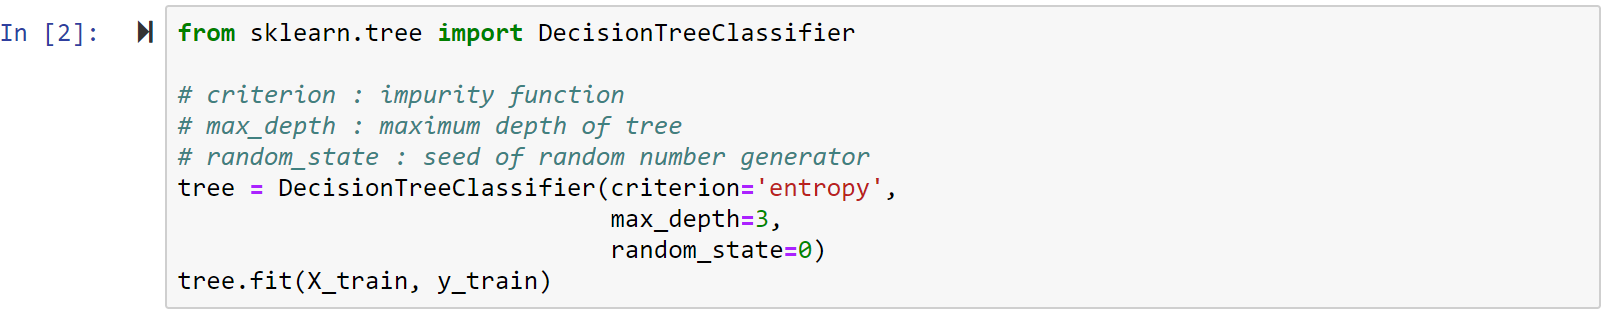 In [2]:
from sklearn.tree import DecisionTreeClassifier
# criterion : impurity function
# max_depth : maximum depth of tree
# random_state : seed of random number generator
tree = DecisionTreeClassifier(criterion='entropy',
                              max_depth=3,
                              random_state=0)
tree.fit(X_train, y_train)